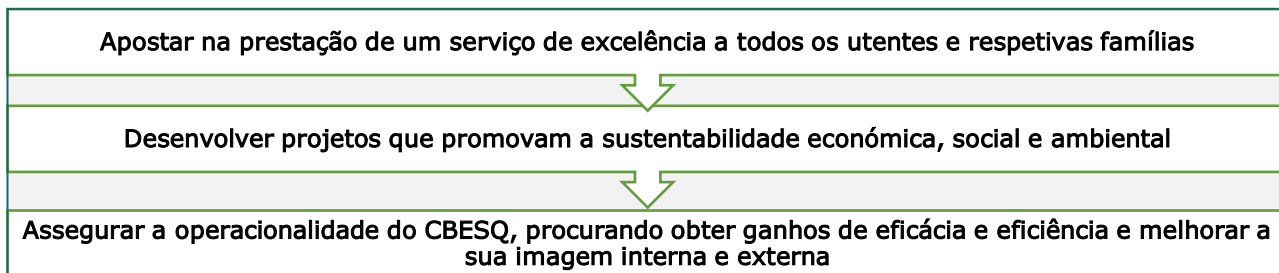 Apostar na prestação de um serviço de excelência a todos os utentes e respetivas famílias
Desenvolver projetos que promovam a sustentabilidade económica, social e ambiental
Assegurar a operacionalidade do CBESQ, procurando obter ganhos de eficácia e eficiência e melhorar a
sua imagem interna e externa